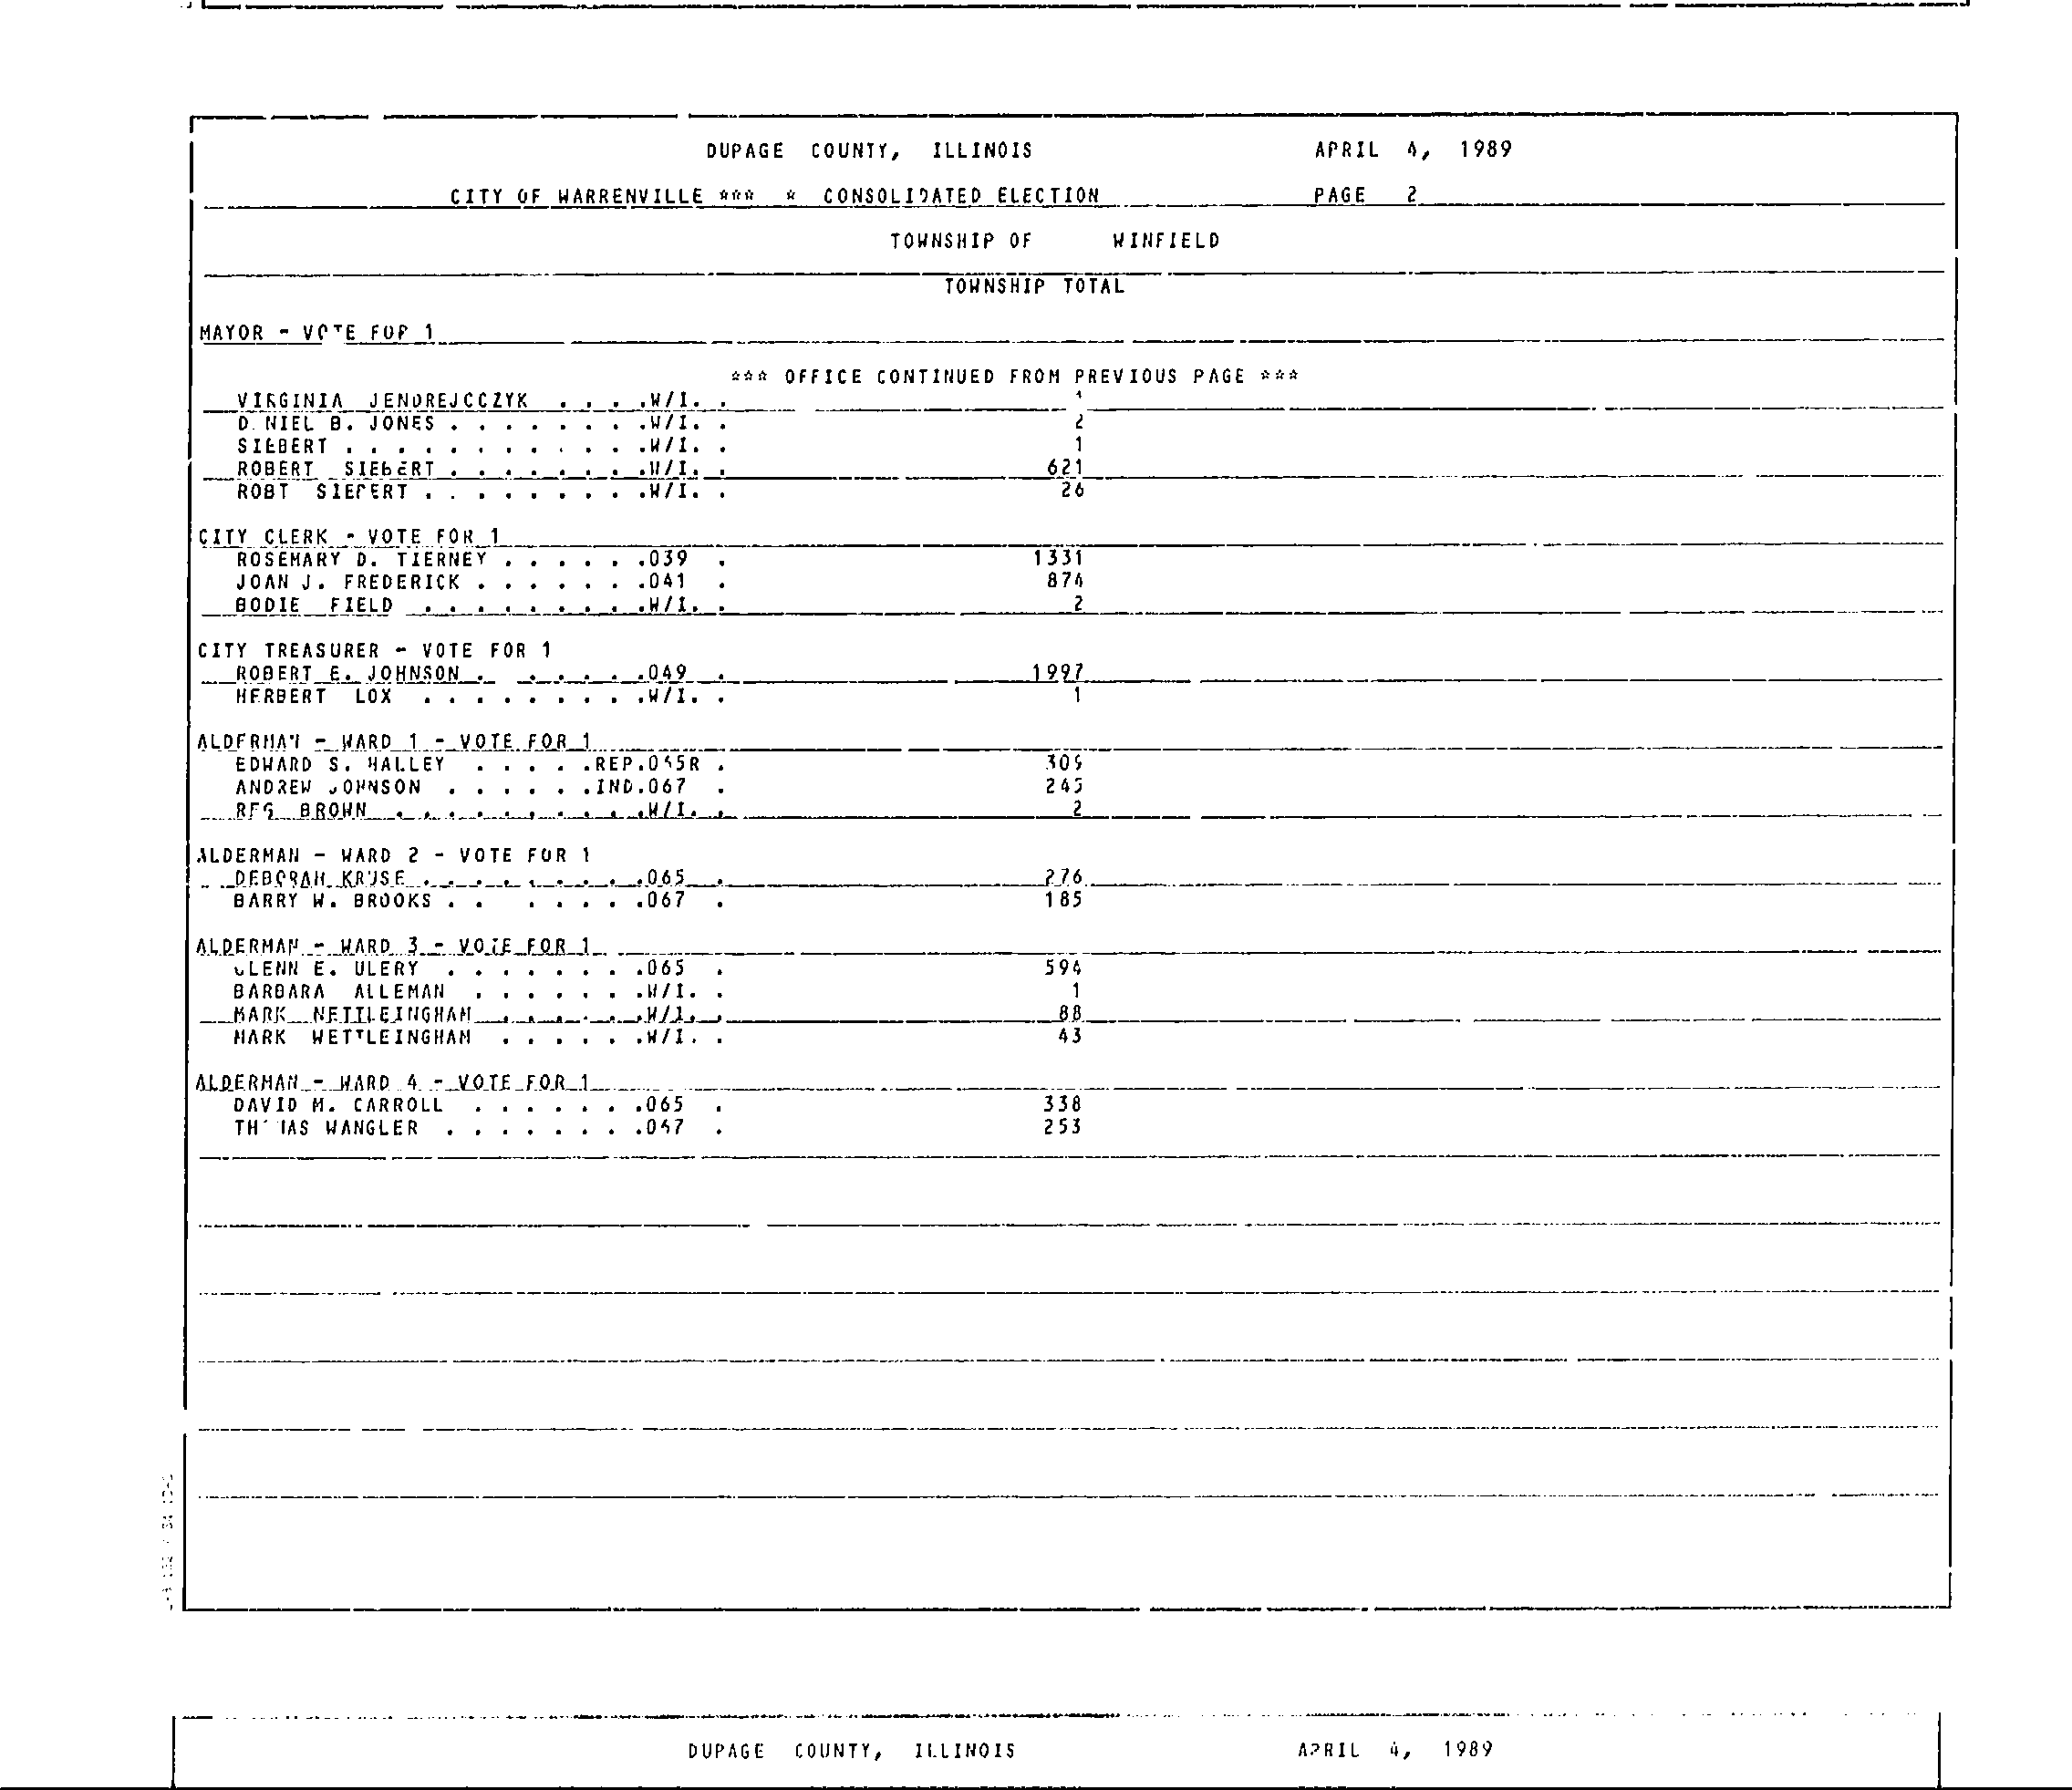 DUPAGE COUNTY, ILLINOIS APRIL 4, 1989
CITY OF WARRENVILLE *** * CONSOLIDATED ELECTION PAGE 2
TOWNSHIP OF WINFIELD
TOWNSHIP TOTAL
MAYOR - VOTE FOR 1
*** OFFICE CONTINUED FROM PREVIOUS PAGE ***
VIRGINIA JENDREJCCZYK . . . .W/I. . 1
D NIEL B. JONES . . . . . . . .W/I. . 2
SIEBERT . . . . . . . . . . . .W/I. . 1
ROBERT SIEBERT . . . . . . . .W/I. . 621
ROBT SIEBERT . . . . . . . . .W/I. . 26
CITY CLERK - VOTE FOR 1
ROSEMARY D. TIERNEY . . . . . .039 . 1331
JOAN J. FREDERICK . . . . . . .041 . 874
BODIE FIELD . . . . . . . . .W/I. . 2
CITY TREASURER - VOTE FOR 1
ROBERT E. JOHNSON . . . . . .049 . 1997
HERBERT LOX . . . . . . . . .W/I. . 1
ALDERMAN - WARD 1 - VOTE FOR 1
EDWARD S. HALLEY . . . . .REP.065R . 309
ANDREW JOHNSON . . . . . .IND.067 . 245
REG BROWN . . . . . . . . . .W/I. . 2
ALDERMAN - WARD 2 - VOTE FOR 1
DEBORAH KRUSE . . . . . . . . .065 . 276
BARRY W. BROOKS . . . . . . .067 . 185
ALDERMAN - WARD 3 - VOTE FOR 1
GLENN E. ULERY . . . . . . . .065 . 594
BARBARA ALLEMAN . . . . . . .W/I. . 1
MARK NETTLEINGHAM . . . . . .W/I. . 88
MARK WETTLEINGHAM . . . . . .W/I. . 43
ALDERMAN - WARD 4 - VOTE FOR 1
DAVID M. CARROLL . . . . . . .065 . 338
THOMAS WANGLER . . . . . . . .067 . 253
DUPAGE COUNTY, ILLINOIS APRIL 4, 1989